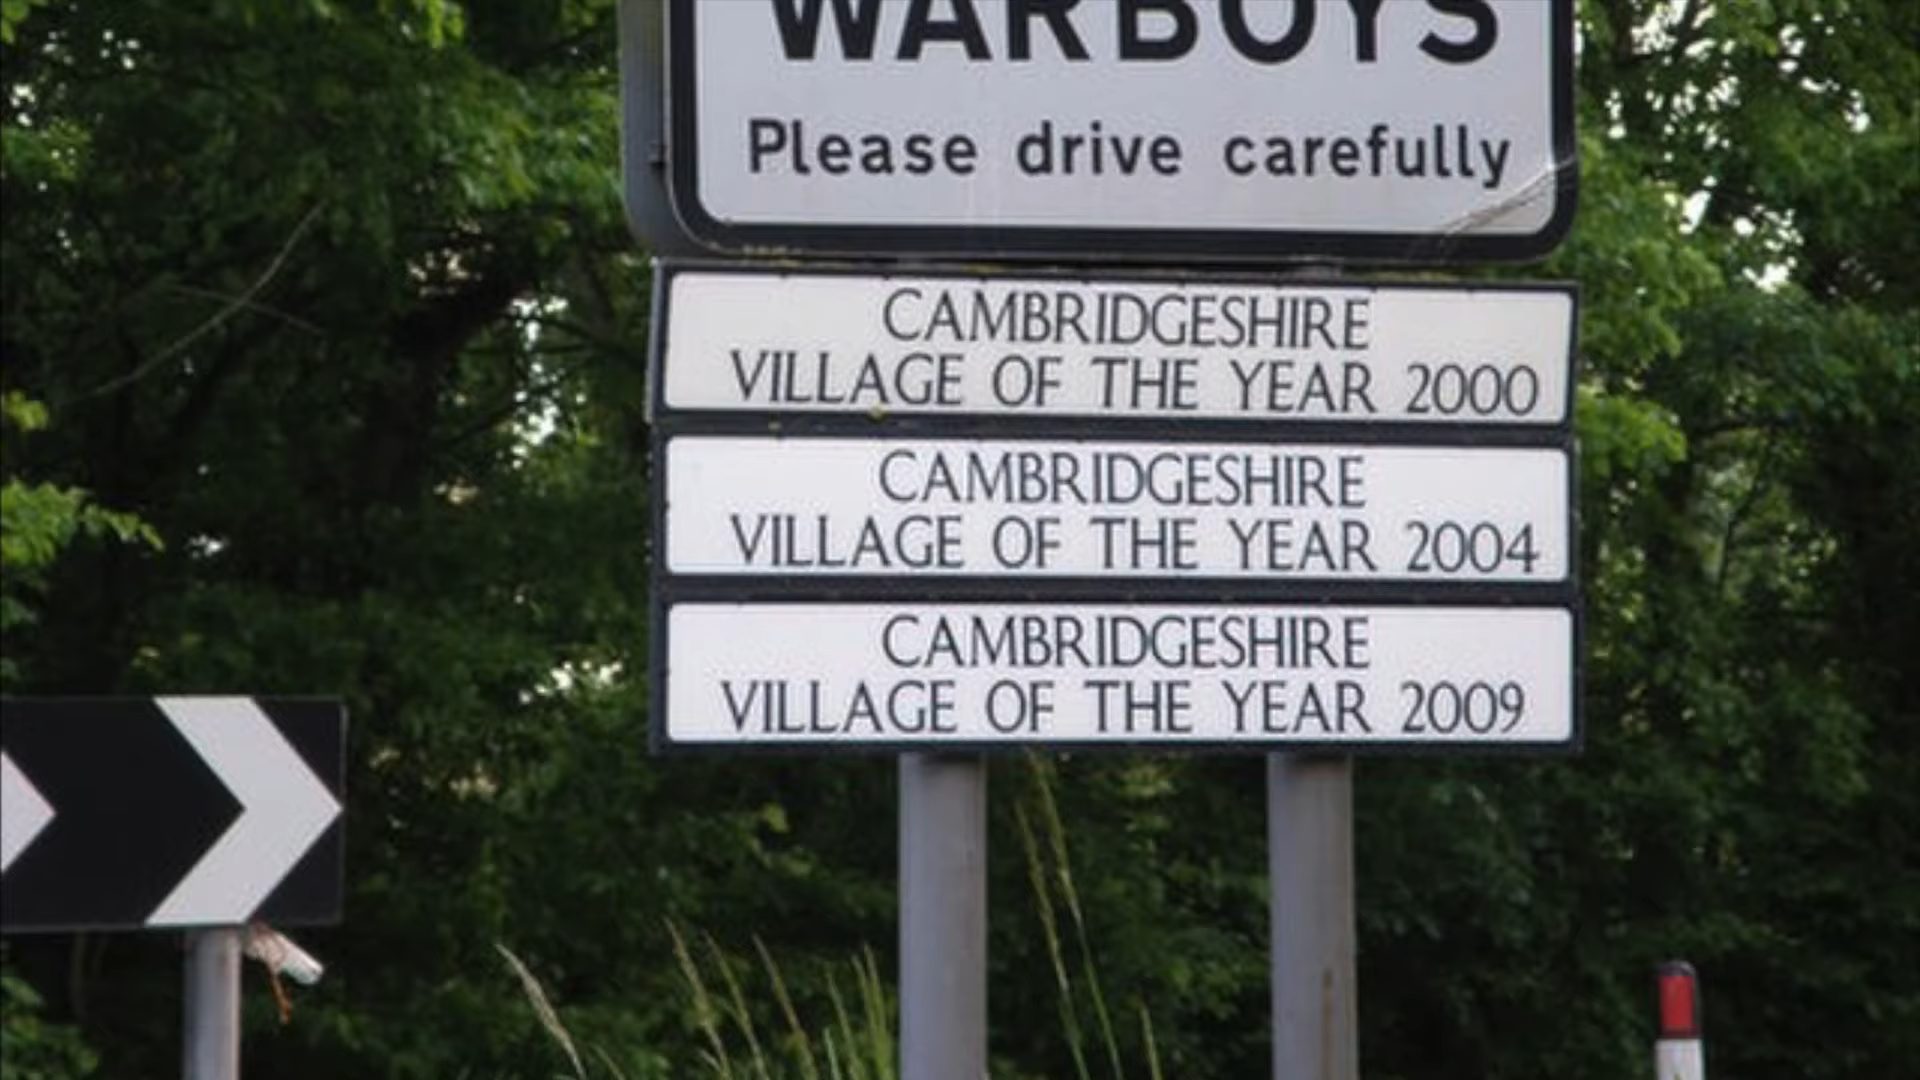 WARBOYS
Please drive carefully
CAMBRIDGESHIRE
VILLAGE OF THE YEAR 2000
CAMBRIDGESHIRE
VILLAGE OF THE YEAR 2004
CAMBRIDGESHIRE
VILLAGE OF THE YEAR 2009